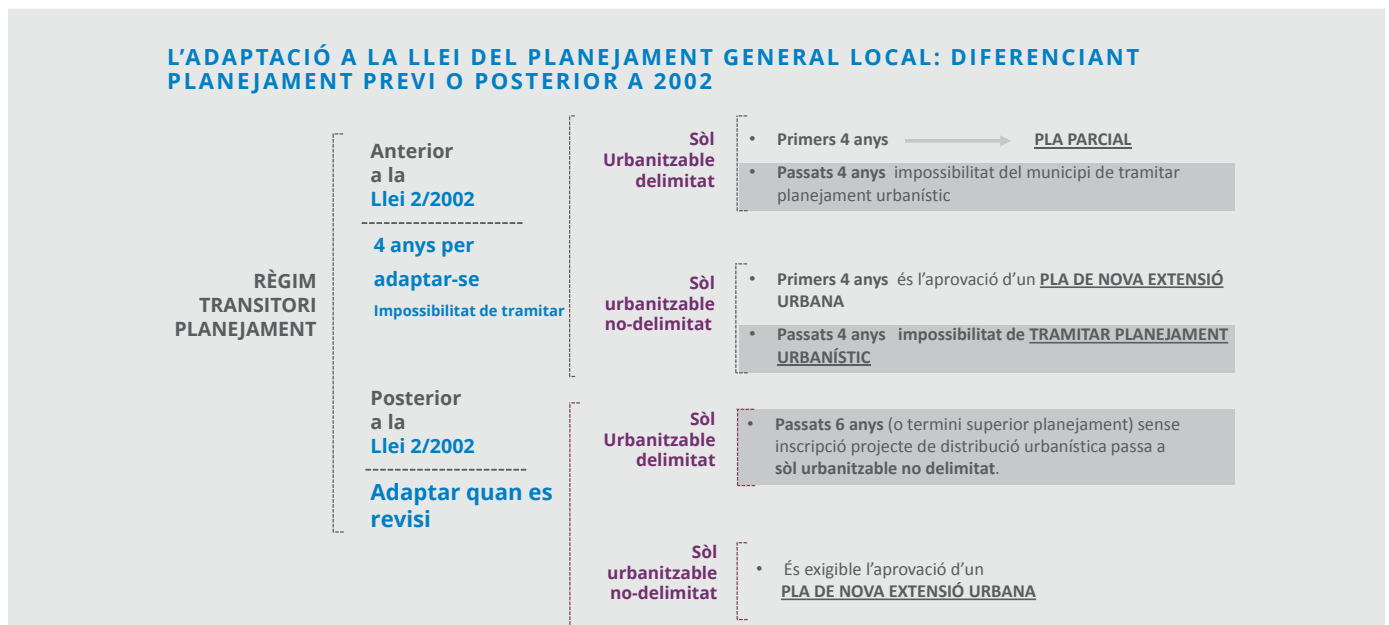 L’ADAPTACIÓ A LA LLEI DEL PLANEJAMENT GENERAL LOCAL: DIFERENCIANT
PLANEJAMENT PREVI O POSTERIOR A 2002
RÈGIM
TRANSITORI
PLANEJAMENT
Anterior
a la
Llei 2/2002
4 anys per
adaptar-se
Impossibilitat de tramitar
Sòl
Urbanitzable
delimitat
• Primers 4 anys PLA PARCIAL
• Passats 4 anys impossibilitat del municipi de tramitar
planejament urbanístic
Sòl
urbanitzable
no-delimitat
• Primers 4 anys és l’aprovació d’un PLA DE NOVA EXTENSIÓ
URBANA
• Passats 4 anys impossibilitat de TRAMITAR PLANEJAMENT
URBANÍSTIC
Posterior
a la
Llei 2/2002
Adaptar quan es
revisi
Sòl
Urbanitzable
delimitat
• Passats 6 anys (o termini superior planejament) sense
inscripció projecte de distribució urbanística passa a
sòl urbanitzable no delimitat.
Sòl
urbanitzable
no-delimitat
• És exigible l’aprovació d’un
PLA DE NOVA EXTENSIÓ URBANA